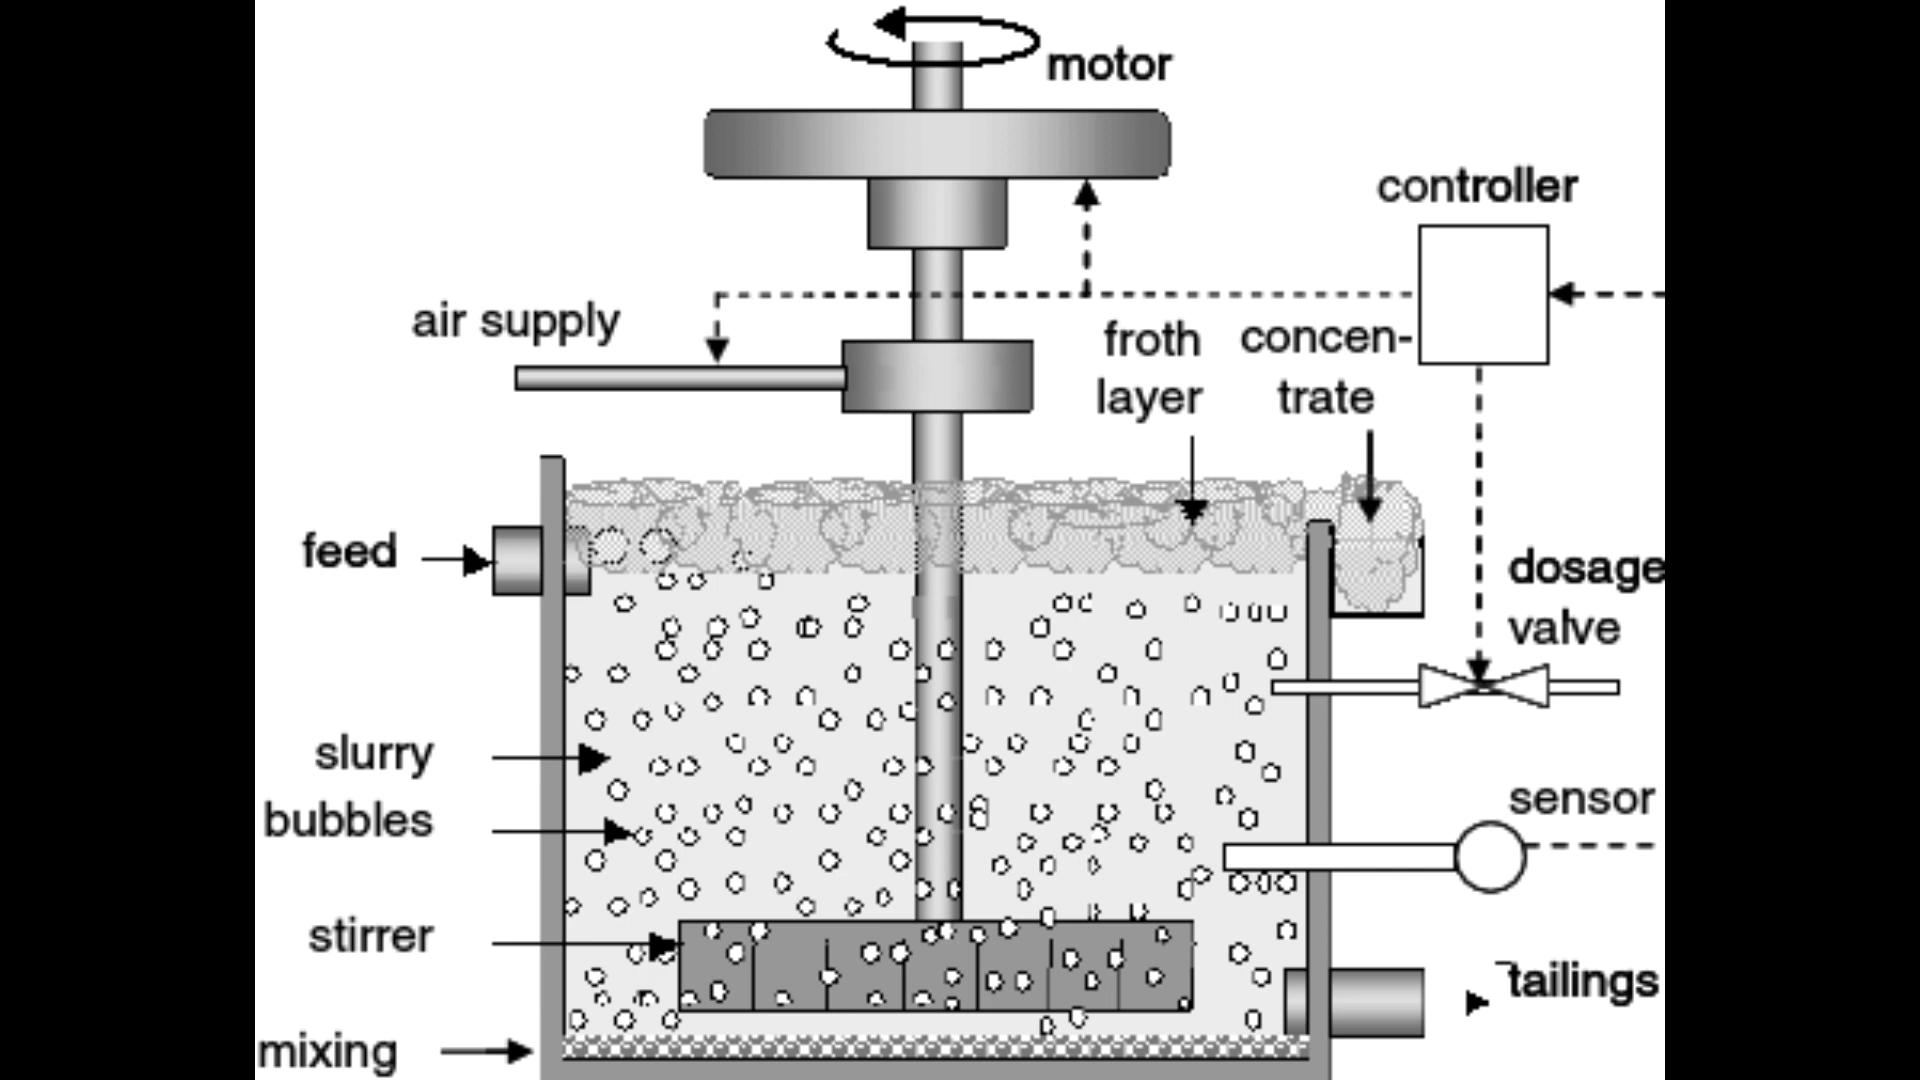 motor
controller
air supply
froth
layer
concen-
trate
feed
dosage
valve
slurry
bubbles
sensor
stirrer
tailings
mixing